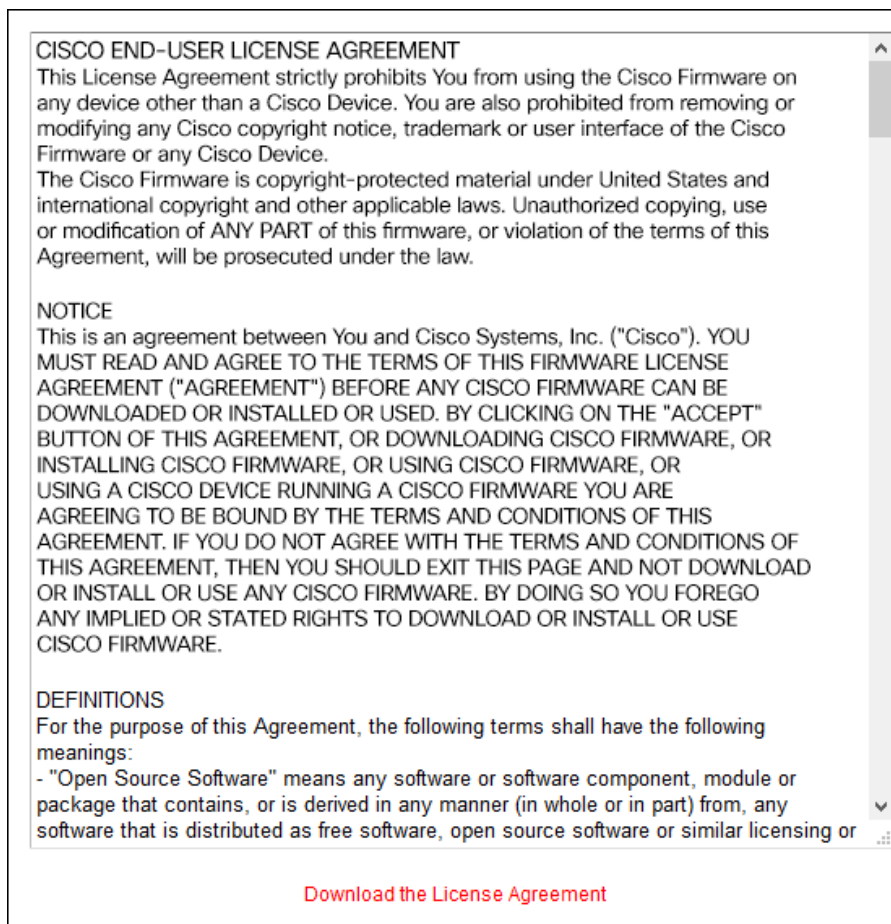 CISCO END-USER LICENSE AGREEMENT
This License Agreement strictly prohibits You from using the Cisco Firmware on
any device other than a Cisco Device. You are also prohibited from removing or
modifying any Cisco copyright notice, trademark or user interface of the Cisco
Firmware or any Cisco Device.
The Cisco Firmware is copyright-protected material under United States and
international copyright and other applicable laws. Unauthorized copying, use
or modification of ANY PART of this firmware, or violation of the terms of this
Agreement, will be prosecuted under the law.
NOTICE
This is an agreement between You and Cisco Systems, Inc. ("Cisco"). YOU
MUST READ AND AGREE TO THE TERMS OF THIS FIRMWARE LICENSE
AGREEMENT ("AGREEMENT") BEFORE ANY CISCO FIRMWARE CAN BE
DOWNLOADED OR INSTALLED OR USED. BY CLICKING ON THE "ACCEPT"
BUTTON OF THIS AGREEMENT, OR DOWNLOADING CISCO FIRMWARE, OR
INSTALLING CISCO FIRMWARE, OR USING CISCO FIRMWARE, OR
USING A CISCO DEVICE RUNNING A CISCO FIRMWARE YOU ARE
AGREEING TO BE BOUND BY THE TERMS AND CONDITIONS OF THIS
AGREEMENT. IF YOU DO NOT AGREE WITH THE TERMS AND CONDITIONS OF
THIS AGREEMENT, THEN YOU SHOULD EXIT THIS PAGE AND NOT DOWNLOAD
OR INSTALL OR USE ANY CISCO FIRMWARE. BY DOING SO YOU FOREGO
ANY IMPLIED OR STATED RIGHTS TO DOWNLOAD OR INSTALL OR USE
CISCO FIRMWARE.
DEFINITIONS
For the purpose of this Agreement, the following terms shall have the following
meanings:
- "Open Source Software" means any software or software component, module or
package that contains, or is derived in any manner (in whole or in part) from, any
software that is distributed as free software, open source software or similar licensing or
Download the License Agreement